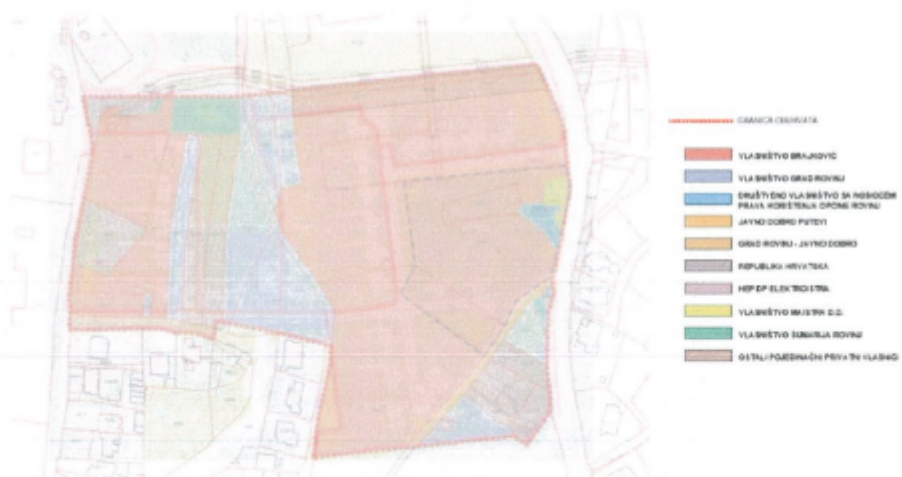 GRANICA OBUHVATA
VLASNIŠTVO BRAJKOVIĆ
VLASNIŠTVO GRAD ROVINJ
DRUŠTVENO VLASNIŠTVO SA NOSIOCEM
PRAVA KORIŠTENJA OPĆINE ROVINJ
JAVNO DOBRO PUTEVI
GRAD ROVINJ - JAVNO DOBRO
REPUBLIKA HRVATSKA
HEP DP ELEKTROISTRA
VLASNIŠTVO MAISTRA D.D.
VLASNIŠTVO ŠUMARIJA ROVINJ
OSTALI POJEDINAČNI PRIVATNI VLASNICI